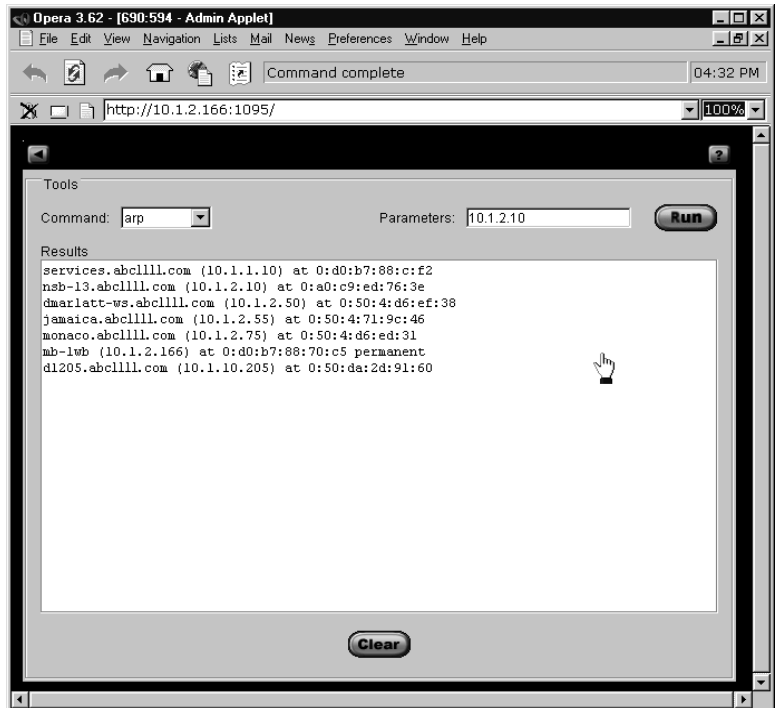 Opera 3.62 - [690:594 - Admin Applet]
File Edit View Navigation Lists Mail News Preferences Window Help
Command complete
04:32 PM
http://10.1.2.166:1095/
100%
?
Tools
Command: arp
Parameters: 10.1.2.10
Run
Results
services.abcllll.com (10.1.1.10) at 0:d0:b7:88:c:f2
nsb-13.abcllll.com (10.1.2.10) at 0:a0:c9:ed:76:3e
dmarlatt-ws.abcllll.com (10.1.2.50) at 0:50:4:d6:ef:38
jamaica.abcllll.com (10.1.2.55) at 0:50:4:71:9c:46
monaco.abcllll.com (10.1.2.75) at 0:50:4:d6:ed:31
mb-lwb (10.1.2.166) at 0:d0:b7:88:70:c5 permanent
dl205.abcllll.com (10.1.10.205) at 0:50:da:2d:91:60
Clear